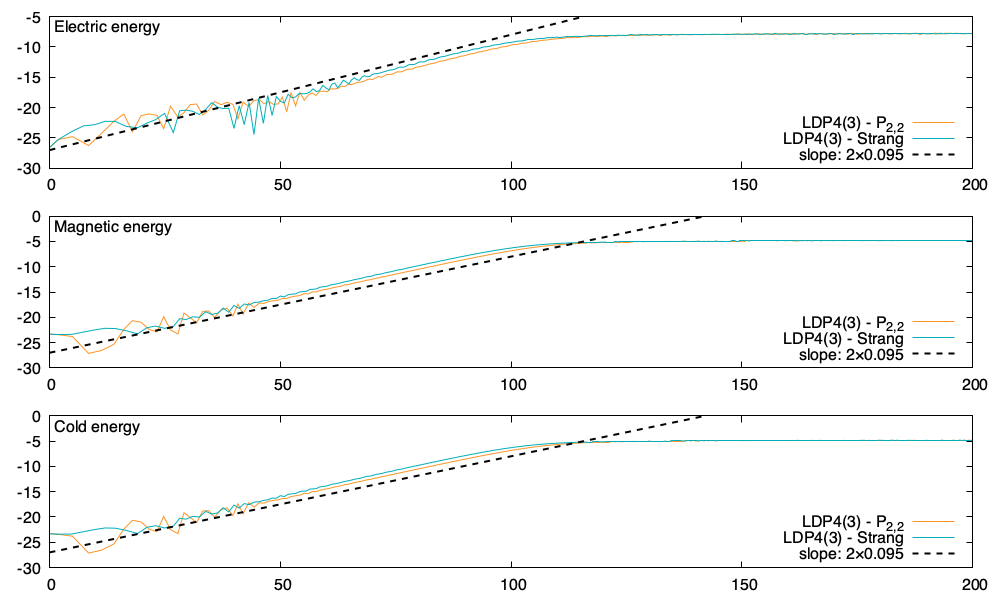 Electric energy
-5
-10
-15
-20
-25
-30
LDP4(3) - P2,2
LDP4(3) - Strang
slope: 2×0.095
0 50 100 150 200
Magnetic energy
0
-5
-10
-15
-20
-25
-30
LDP4(3) - P2,2
LDP4(3) - Strang
slope: 2×0.095
0 50 100 150 200
Cold energy
0
-5
-10
-15
-20
-25
-30
LDP4(3) - P2,2
LDP4(3) - Strang
slope: 2×0.095
0 50 100 150 200